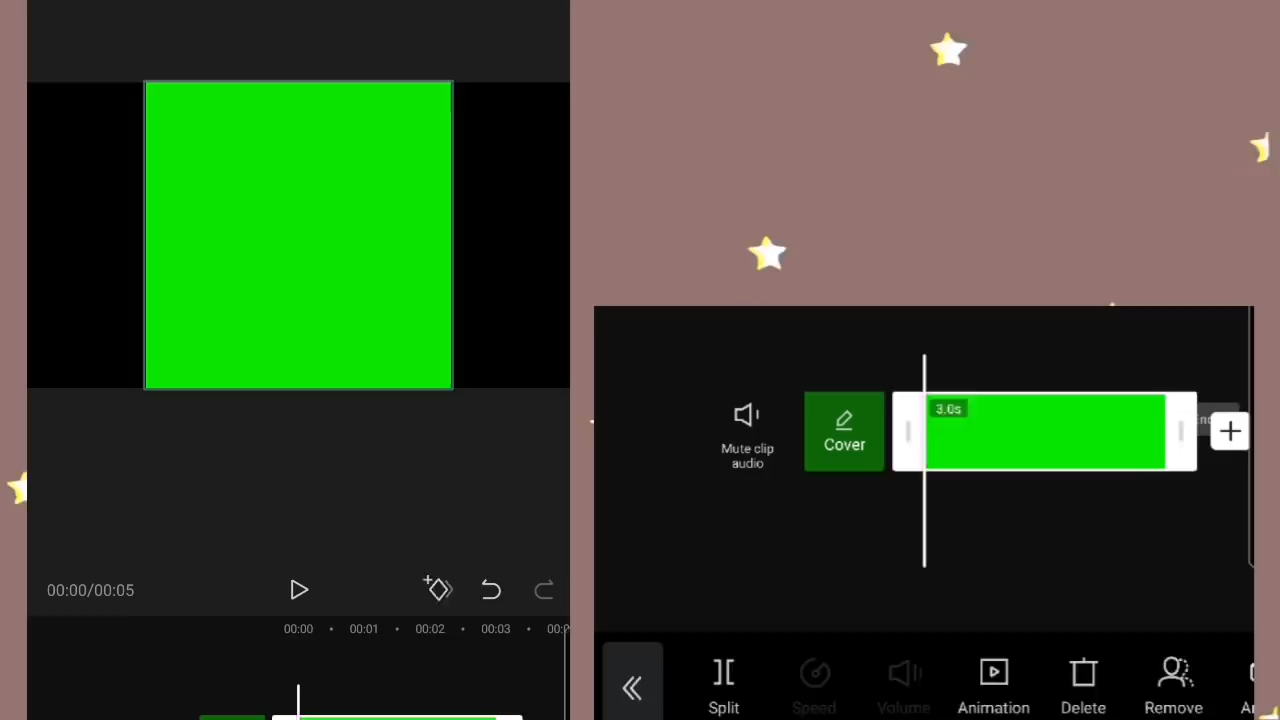 00:00/00:05
00:00
00:01
00:02
00:03
3.0s
Mute clip
audio
Cover
Split
Speed
Volume
Animation
Delete
Remove